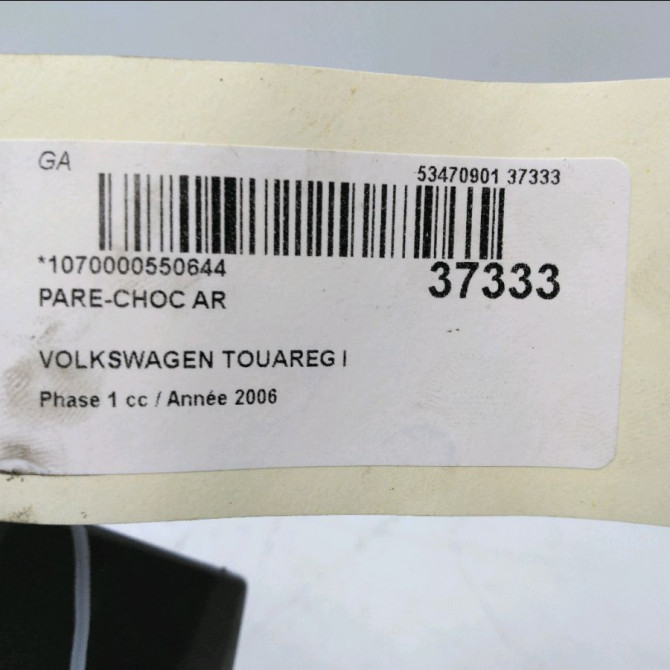 GA
53470901 37333
*1070000550644
37333
PARE-CHOC AR
VOLKSWAGEN TOUAREG I
Phase 1 cc / Année 2006